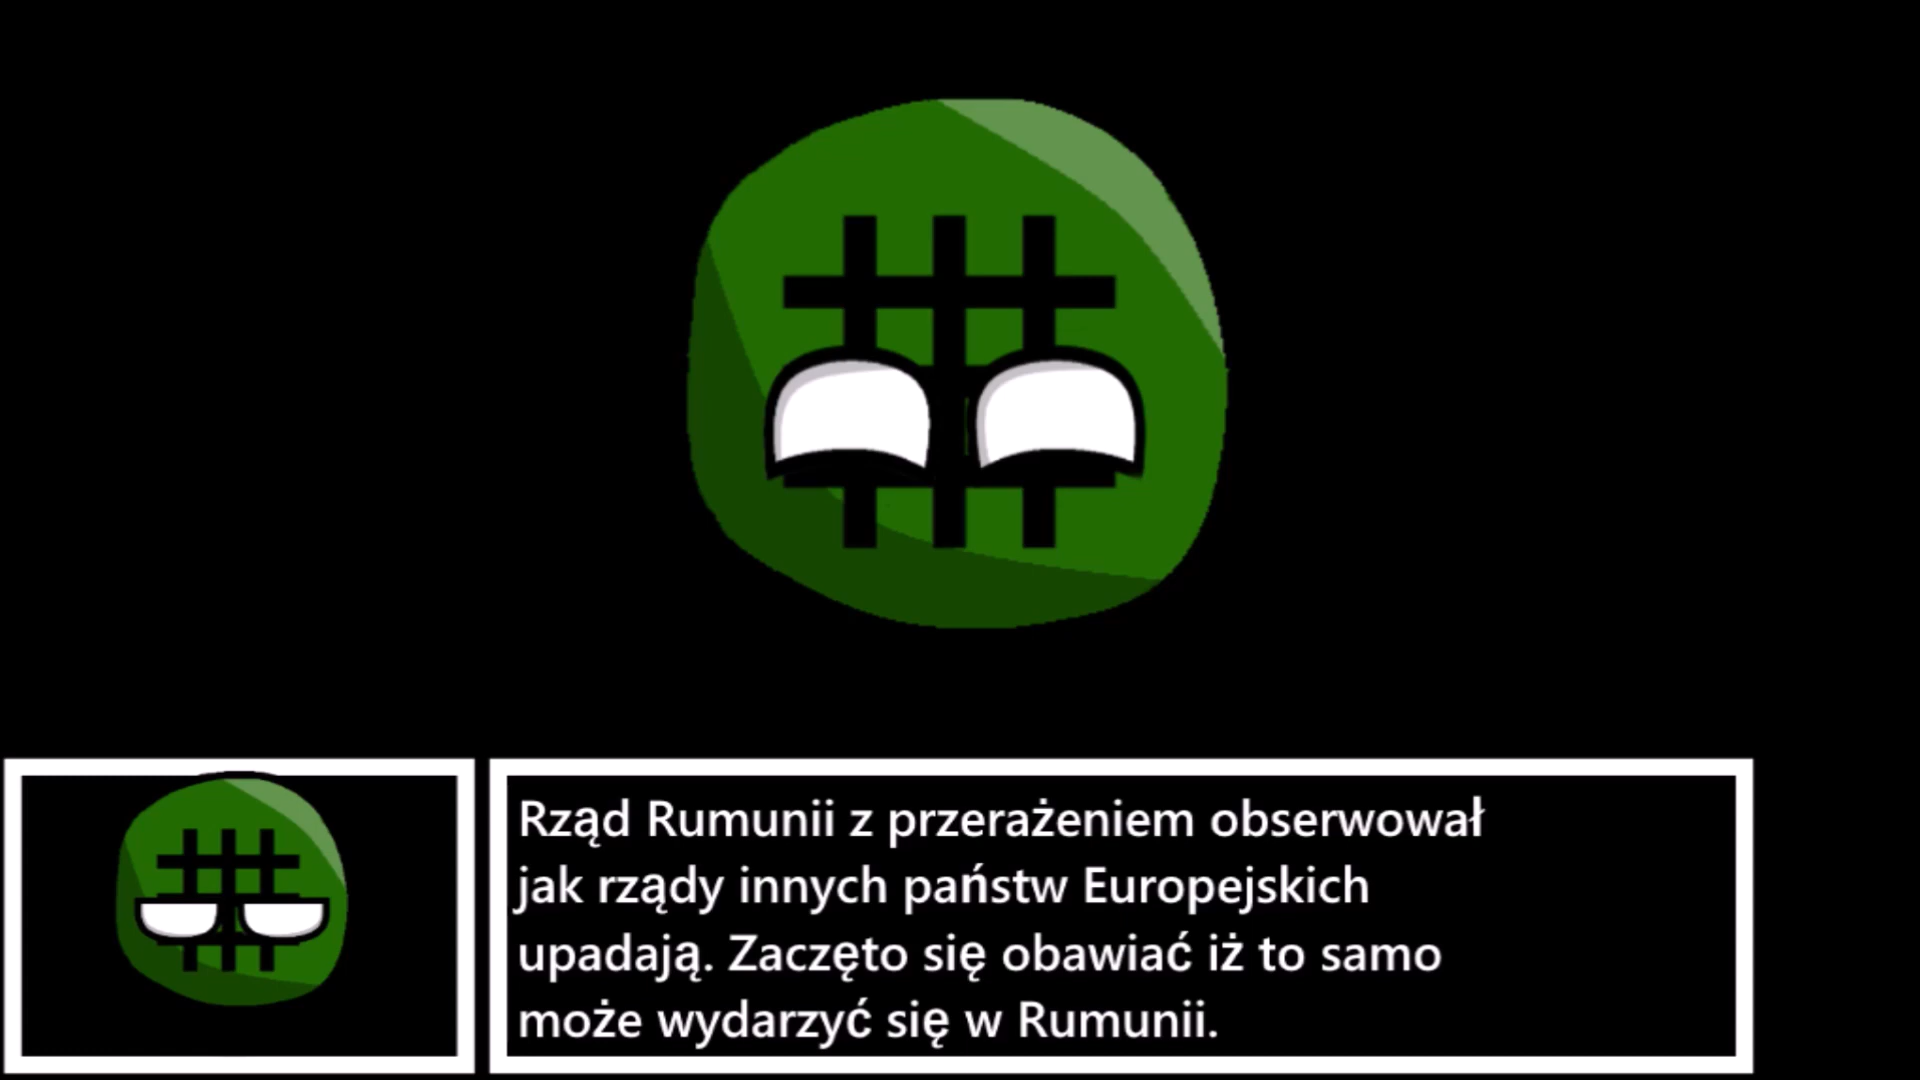 Rząd Rumunii z przerażeniem obserwował
jak rządy innych państw Europejskich
upadają. Zaczęto się obawiać iż to samo
może wydarzyć się w Rumunii.